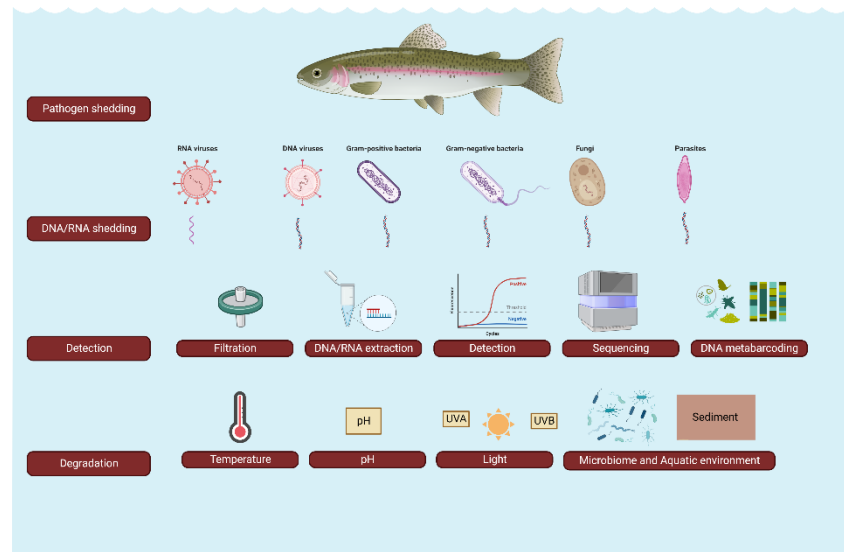 Pathogen shedding
RNA viruses
DNA viruses
Gram-positive bacteria
Gram-negative bacteria
Fungi
Parasites
DNA/RNA shedding
Positive
Threshold
Negative
Cycles
Detection
Filtration
DNA/RNA extraction
Detection
Sequencing
DNA metabarcoding
pH
UVA
UVB
Sediment
Degradation
Temperature
pH
Light
Microbiome and Aquatic environment